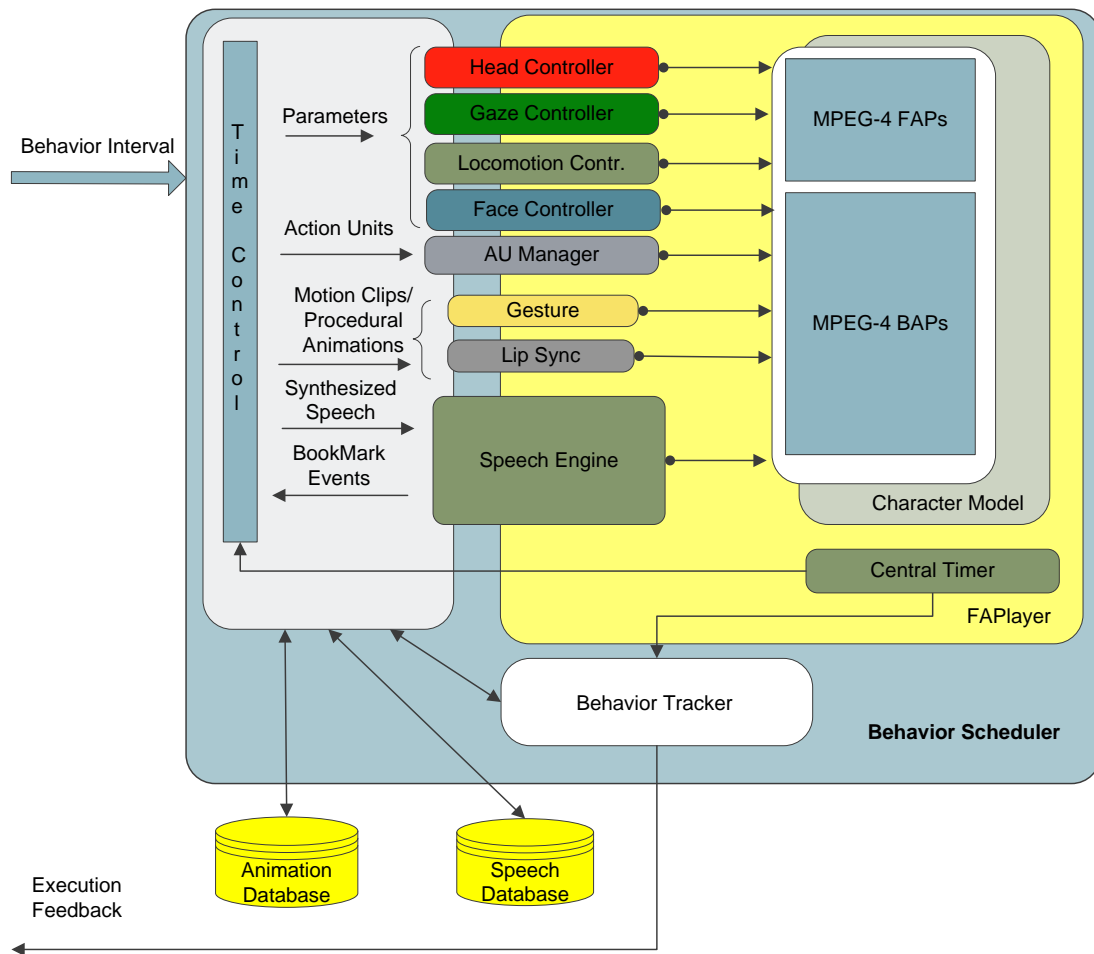 Head Controller
Gaze Controller
Parameters
MPEG-4 FAPs
Behavior Interval
Time Control
Locomotion Contr.
Face Controller
Action Units
AU Manager
Motion Clips/
Procedural
Animations
Gesture
MPEG-4 BAPs
Lip Sync
Synthesized
Speech
BookMark
Events
Speech Engine
Character Model
Central Timer
FAPlayer
Behavior Tracker
Behavior Scheduler
Animation
Database
Speech
Database
Execution
Feedback